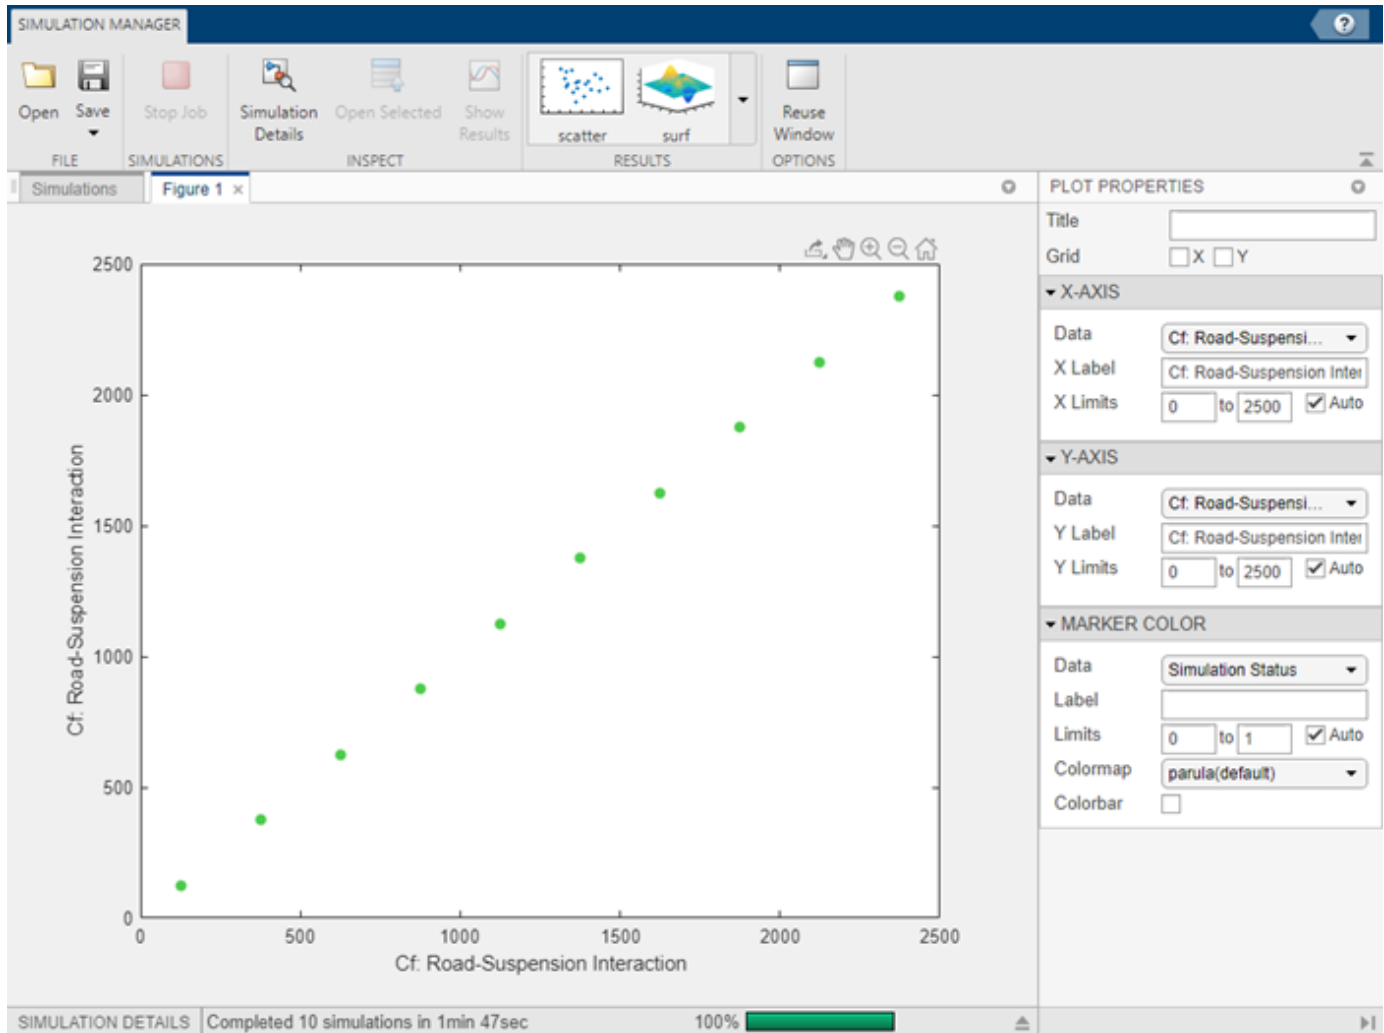 SIMULATION MANAGER
?
Open
Save
Stop Job
Simulation
Details
Open Selected
Show
Results
scatter
surf
Reuse
Window
FILE
SIMULATIONS
INSPECT
RESULTS
OPTIONS
Simulations
Figure 1 ×
PLOT PROPERTIES
Title
Grid X Y
X-AXIS
Data Cf: Road-Suspensi...
X Label Cf: Road-Suspension Inter
X Limits 0 to 2500 Auto
Y-AXIS
Data Cf: Road-Suspensi...
Y Label Cf: Road-Suspension Inter
Y Limits 0 to 2500 Auto
MARKER COLOR
Data Simulation Status
Label
Limits 0 to 1 Auto
Colormap parula(default)
Colorbar
2500
2000
1500
1000
500
0
Cf: Road-Suspension Interaction
0 500 1000 1500 2000 2500
Cf: Road-Suspension Interaction
SIMULATION DETAILS Completed 10 simulations in 1min 47sec 100%